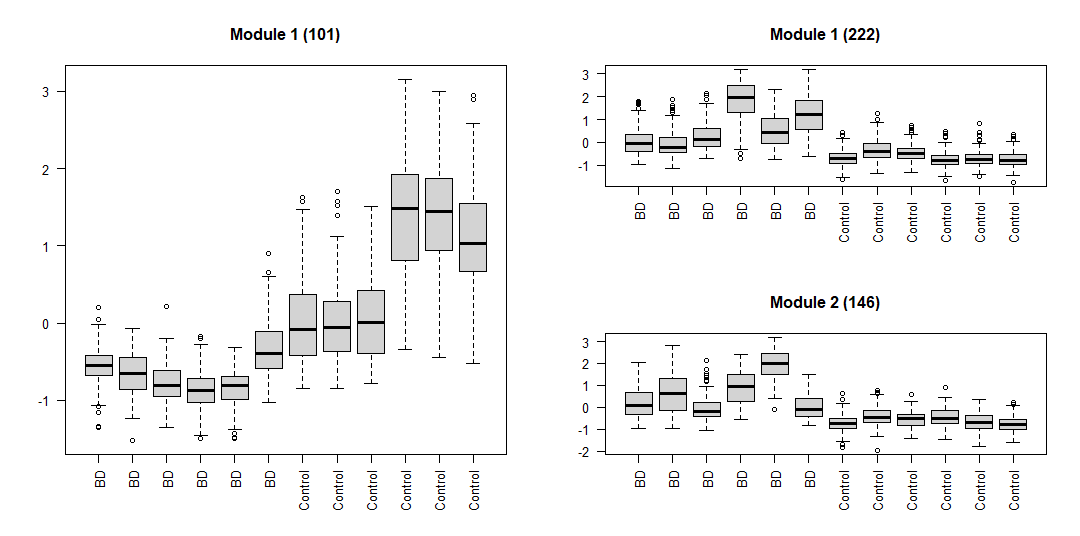 Module 1 (101)
3
2
1
0
-1
BD
BD
BD
BD
BD
BD
Control
Control
Control
Control
Control
Control
Module 1 (222)
3
2
1
0
-1
BD
BD
BD
BD
BD
BD
Control
Control
Control
Control
Control
Control
Module 2 (146)
3
2
1
0
-1
-2
BD
BD
BD
BD
BD
BD
Control
Control
Control
Control
Control
Control